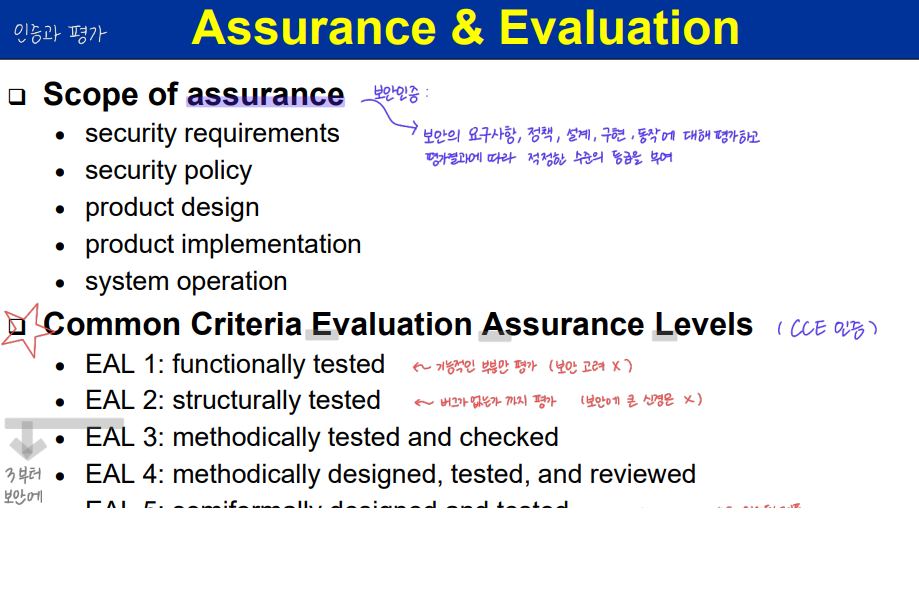 인증과 평가
Assurance & Evaluation
Scope of assurance
보안인증 :
보안의 요구사항, 정책, 설계, 구현, 동작에 대해 평가하고
평가결과에 따라 적정한 수준의 등급을 부여
security requirements
security policy
product design
product implementation
system operation
Common Criteria Evaluation Assurance Levels
(CCE 인증)
EAL 1: functionally tested
← 기능적인 부분만 평가 (보안 고려 X)
EAL 2: structurally tested
← 버그가 없는가 까지 평가 (보안에 큰 신경은 X)
EAL 3: methodically tested and checked
EAL 4: methodically designed, tested, and reviewed
3부터
보안에
EAL 5: semiformally designed and tested